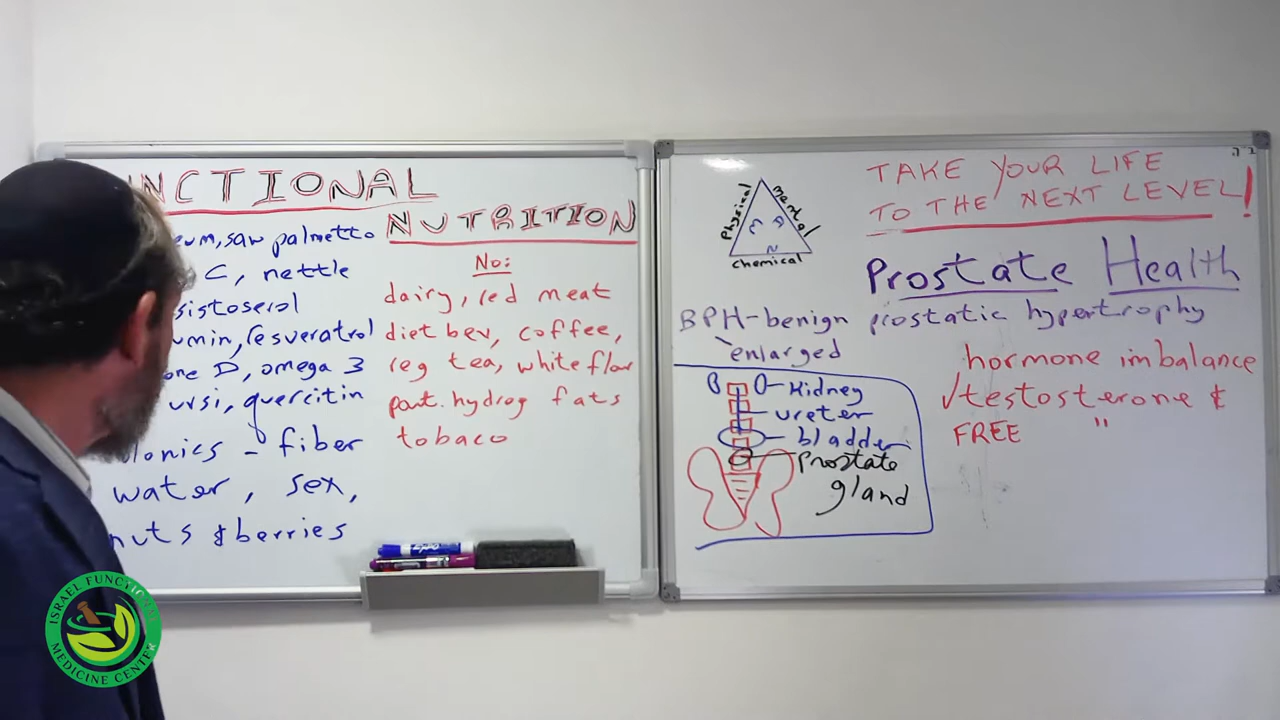 NCTIONAL
NUTRITION
eum, saw palmetto
C, nettle
sistoserol
umin, resveratrol
one D, omega 3
ursi, quercitin
lonics - fiber
water, sex,
nuts & berries
No:
dairy, red meat
diet bev, coffee,
reg tea, white flour
part. hydrog fats
tobacco
expo
Physical
mental
chemical
N
ב״ה
TAKE YOUR LIFE
TO THE NEXT LEVEL!
Prostate Health
BPH-benign prostatic hypertrophy
enlarged
Kidney
ureter
bladder
prostate
gland
hormone imbalance
√testosterone &
FREE "
ISRAEL FUNCTIONAL
MEDICINE CENTER